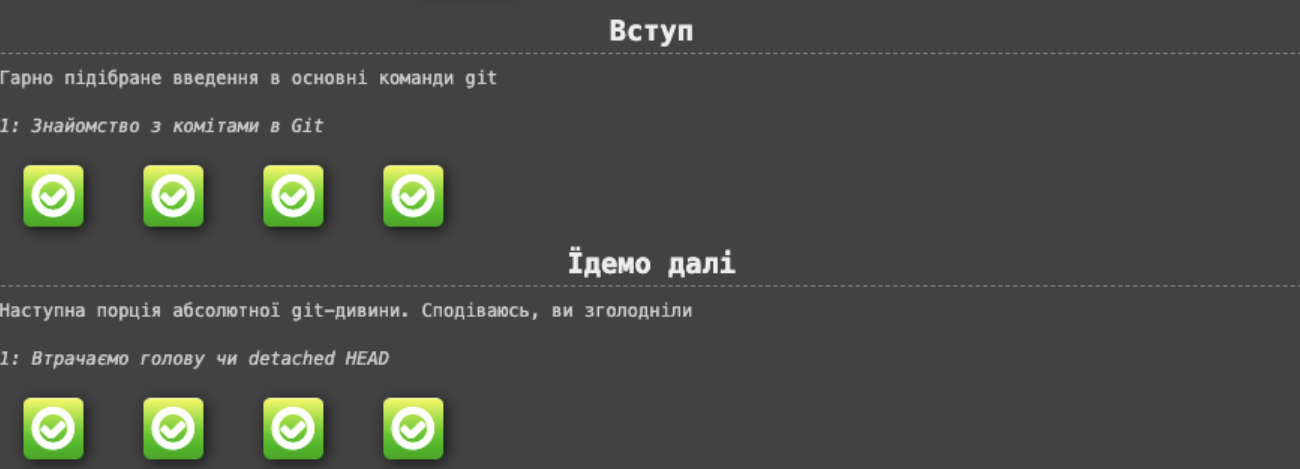 Вступ
Гарно підібране введення в основні команди git
1: Знайомство з комітами в Git
Їдемо далі
Наступна порція абсолютної git-дивини. Сподіваюсь, ви зголодніли
1: Втрачаємо голову чи detached HEAD